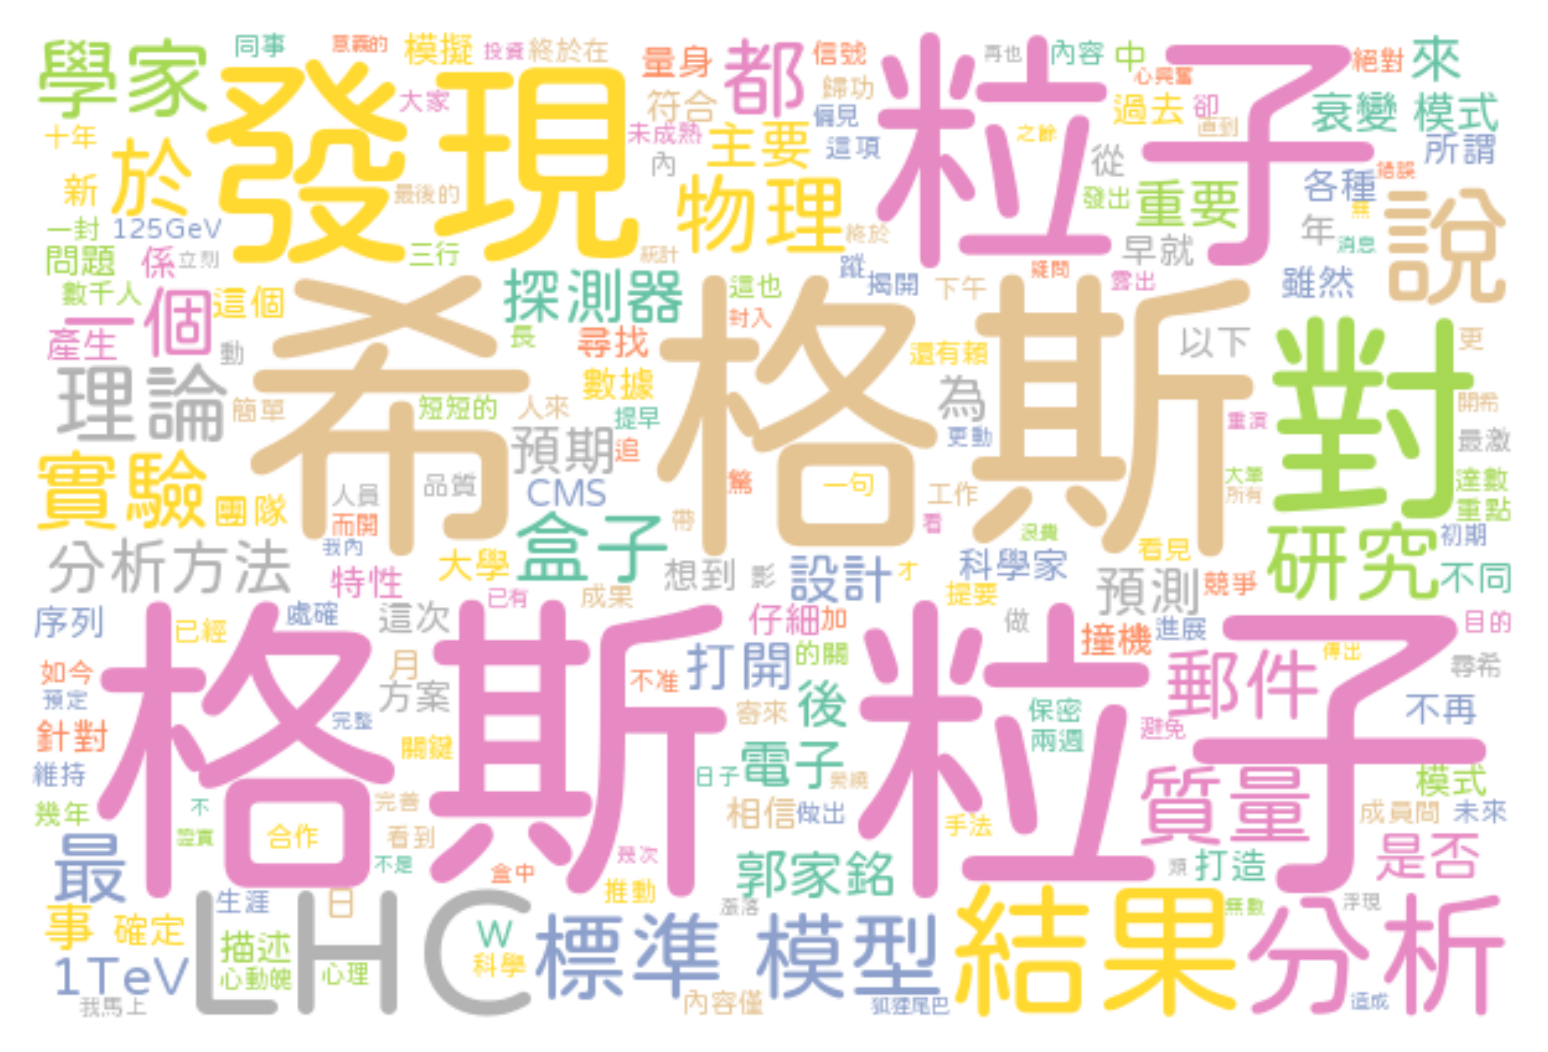 學家 同事 意義的 模擬 投資 終於在 量身 都 信號 粒子 再也 內容 中 心興奮 絕對 來
發現 大家 符合 歸功 偏見 過去 卻 直到 衰變 模式
十年 於 未成熟 主要 這項 之餘 從 錯誤 所謂
新 最後的 內 物理 發出 重要 各種 無 說
一封 125GeV 三行 統計 終於 早就 年 消息
問題 係 立刻 探測器 這也 蹤 揭開 下午 疑問 露出 雖然
數千人 一個 這個 希格斯 長 尋找 封入 以下 對 更
產生 動 數據 還有賴
理論 簡單 短短的 人來 提早 為 重演 開希
預期 追 更動 最激
實驗 團隊 人員 品質 CMS 篤 一句 工作 大筆 所有 達數
而開 帶 看 浪費 重點
分析方法 我內 大學 盒子 想到 影 設計 才 科學家 看見 研究 初期
特性 已有 成果 提要 預測 競爭 不同
序列 已經 處確 這次 格斯 仔細 加 粒子 做 撞機 進展 目的
如今 月 不准 打開 的關 郵件 傳出 尋希
預定 方案 完整 寄來 後 保密 避免 不再
針對 關鍵 電子 兩週
維持 日子 質量 模式
幾年 不 完善 相信 做出 手法 成員間 未來
證實 合作 看到 幾次 是否
最 不是 盒中 郭家銘 類 打造
生涯 日 推動 漲落 無數 浮現
事 確定 LHC W 標準 模型 結果 分析
描述 科學
1TeV 心動魄 心理
我馬上 內容僅 狐狸尾巴 造成